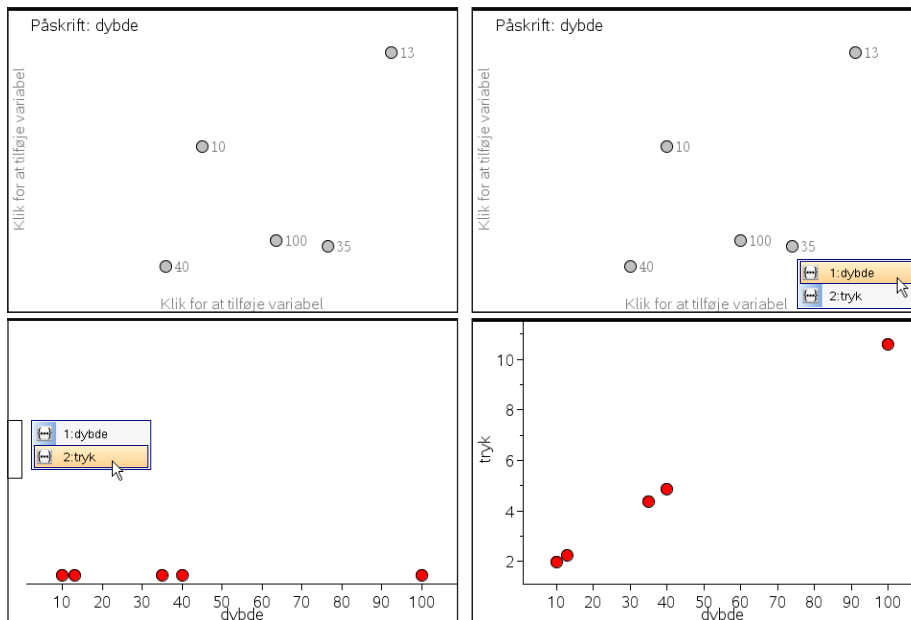 Påskrift: dybde
Klik for at tilføje variabel
13
10
100
35
40
Klik for at tilføje variabel
Påskrift: dybde
Klik for at tilføje variabel
13
10
100
35
40
Klik for at tilføje variabel
1:dybde
2:tryk
1:dybde
2:tryk
10 20 30 40 50 60 70 80 90 100
dybde
tryk
10
8
6
4
2
10 20 30 40 50 60 70 80 90 100
dybde